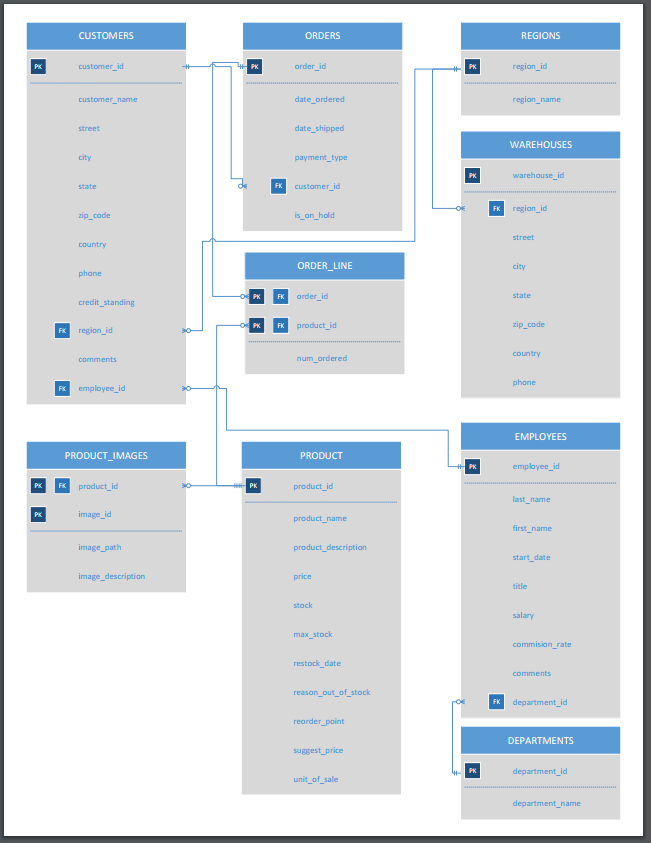 CUSTOMERS
PK customer_id
customer_name
street
city
state
zip_code
country
phone
credit_standing
FK region_id
comments
FK employee_id
ORDERS
PK order_id
date_ordered
date_shipped
payment_type
FK customer_id
is_on_hold
REGIONS
PK region_id
region_name
WAREHOUSES
PK warehouse_id
FK region_id
street
city
state
zip_code
country
phone
ORDER_LINE
PK FK order_id
PK FK product_id
num_ordered
PRODUCT_IMAGES
PK FK product_id
PK image_id
image_path
image_description
PRODUCT
PK product_id
product_name
product_description
price
stock
max_stock
restock_date
reason_out_of_stock
reorder_point
suggest_price
unit_of_sale
EMPLOYEES
PK employee_id
last_name
first_name
start_date
title
salary
commision_rate
comments
FK department_id
DEPARTMENTS
PK department_id
department_name